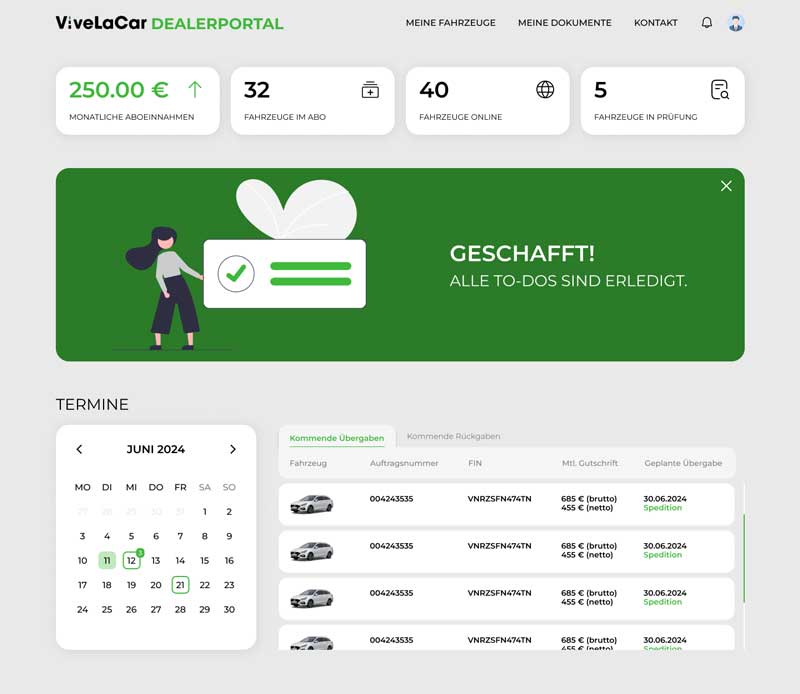 ViveLaCar DEALERPORTAL
MEINE FAHRZEUGE MEINE DOKUMENTE KONTAKT
250.00 €
MONATLICHE ABOEINNAHMEN
32
FAHRZEUGE IM ABO
40
FAHRZEUGE ONLINE
5
FAHRZEUGE IN PRÜFUNG
GESCHAFFT!
ALLE TO-DOS SIND ERLEDIGT.
TERMINE
JUNI 2024
MO DI MI DO FR SA SO
27 28 29 30 31 1 2
3 4 5 6 7 8 9
10 11 12 3 13 14 15 16
17 18 19 20 21 22 23
24 25 26 27 28 29 30
Kommende Übergaben Kommende Rückgaben
Fahrzeug Auftragsnummer FIN Mtl. Gutschrift Geplante Übergabe
004243535 VNRZSFN474TN 685 € (brutto) 30.06.2024
455 € (netto) Spedition
004243535 VNRZSFN474TN 685 € (brutto) 30.06.2024
455 € (netto) Spedition
004243535 VNRZSFN474TN 685 € (brutto) 30.06.2024
455 € (netto) Spedition
004243535 VNRZSFN474TN 685 € (brutto) 30.06.2024
455 € (netto) Spedition